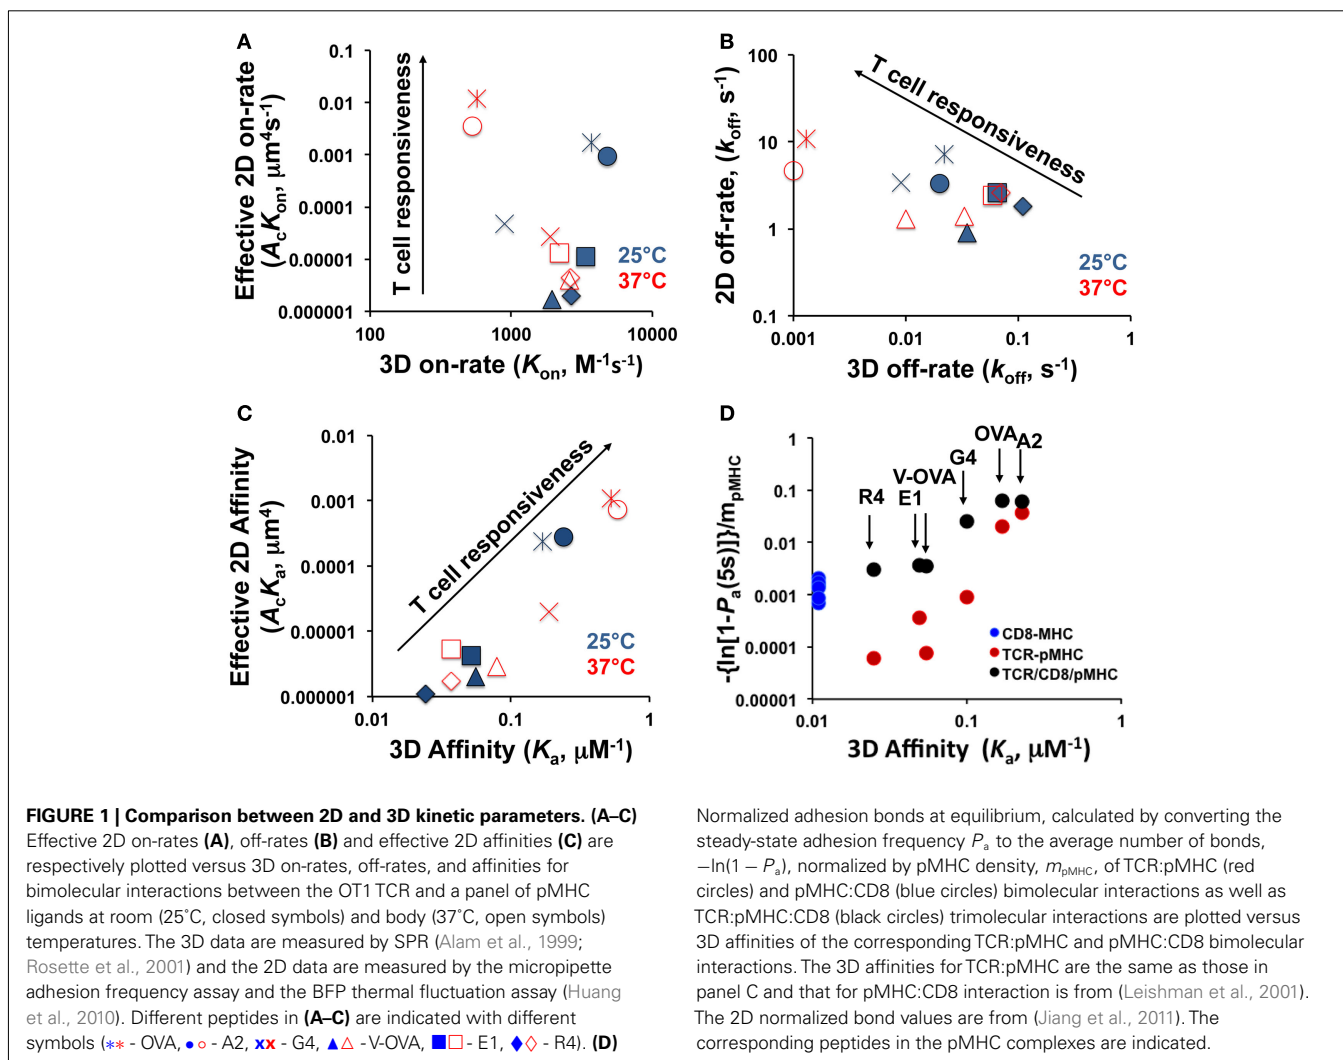 A
0.1
0.01
0.001
0.0001
0.00001
0.000001
100
1000
10000
Effective 2D on-rate
(AcKon, μm⁴s⁻¹)
T cell responsiveness
25°C
37°C
3D on-rate (Kon, M⁻¹s⁻¹)
B
100
10
1
0.1
0.001
0.01
0.1
1
2D off-rate, (koff, s⁻¹)
T cell responsiveness
25°C
37°C
3D off-rate (koff, s⁻¹)
C
0.01
0.001
0.0001
0.00001
0.000001
0.01
0.1
1
Effective 2D Affinity
(AcKa, μm⁴)
T cell responsiveness
25°C
37°C
3D Affinity (Ka, μM⁻¹)
D
1
0.1
0.01
0.001
0.0001
0.00001
0.01
0.1
1
-{ln[1-Pa(5s)]}/mpMHC
OVA
A2
G4
V-OVA
R4
E1
CD8-MHC
TCR-pMHC
TCR/CD8/pMHC
3D Affinity (Ka, μM⁻¹)
FIGURE 1 | Comparison between 2D and 3D kinetic parameters. (A–C)
Effective 2D on-rates (A), off-rates (B) and effective 2D affinities (C) are
respectively plotted versus 3D on-rates, off-rates, and affinities for
bimolecular interactions between the OT1 TCR and a panel of pMHC
ligands at room (25˚C, closed symbols) and body (37˚C, open symbols)
temperatures. The 3D data are measured by SPR (Alam et al., 1999;
Rosette et al., 2001) and the 2D data are measured by the micropipette
adhesion frequency assay and the BFP thermal fluctuation assay (Huang
et al., 2010). Different peptides in (A–C) are indicated with different
symbols (** - OVA, ●○ - A2, xx - G4, ▲△ -V-OVA, ■□ - E1, ◆◇ - R4). (D)
Normalized adhesion bonds at equilibrium, calculated by converting the
steady-state adhesion frequency Pa to the average number of bonds,
−ln(1 − Pa), normalized by pMHC density, mpMHC, of TCR:pMHC (red
circles) and pMHC:CD8 (blue circles) bimolecular interactions as well as
TCR:pMHC:CD8 (black circles) trimolecular interactions are plotted versus
3D affinities of the corresponding TCR:pMHC and pMHC:CD8 bimolecular
interactions. The 3D affinities for TCR:pMHC are the same as those in
panel C and that for pMHC:CD8 interaction is from (Leishman et al., 2001).
The 2D normalized bond values are from (Jiang et al., 2011). The
corresponding peptides in the pMHC complexes are indicated.